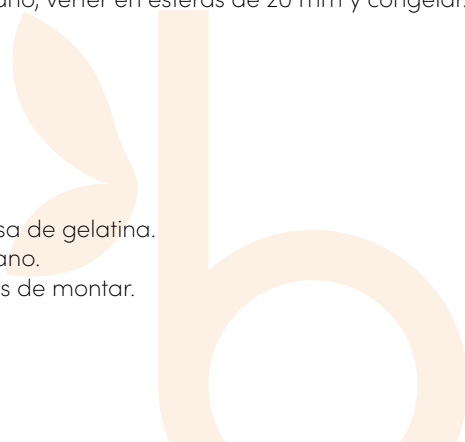 ano, verter en esferas de 20 mm y congelar.
sa de gelatina.
ano.
s de montar.